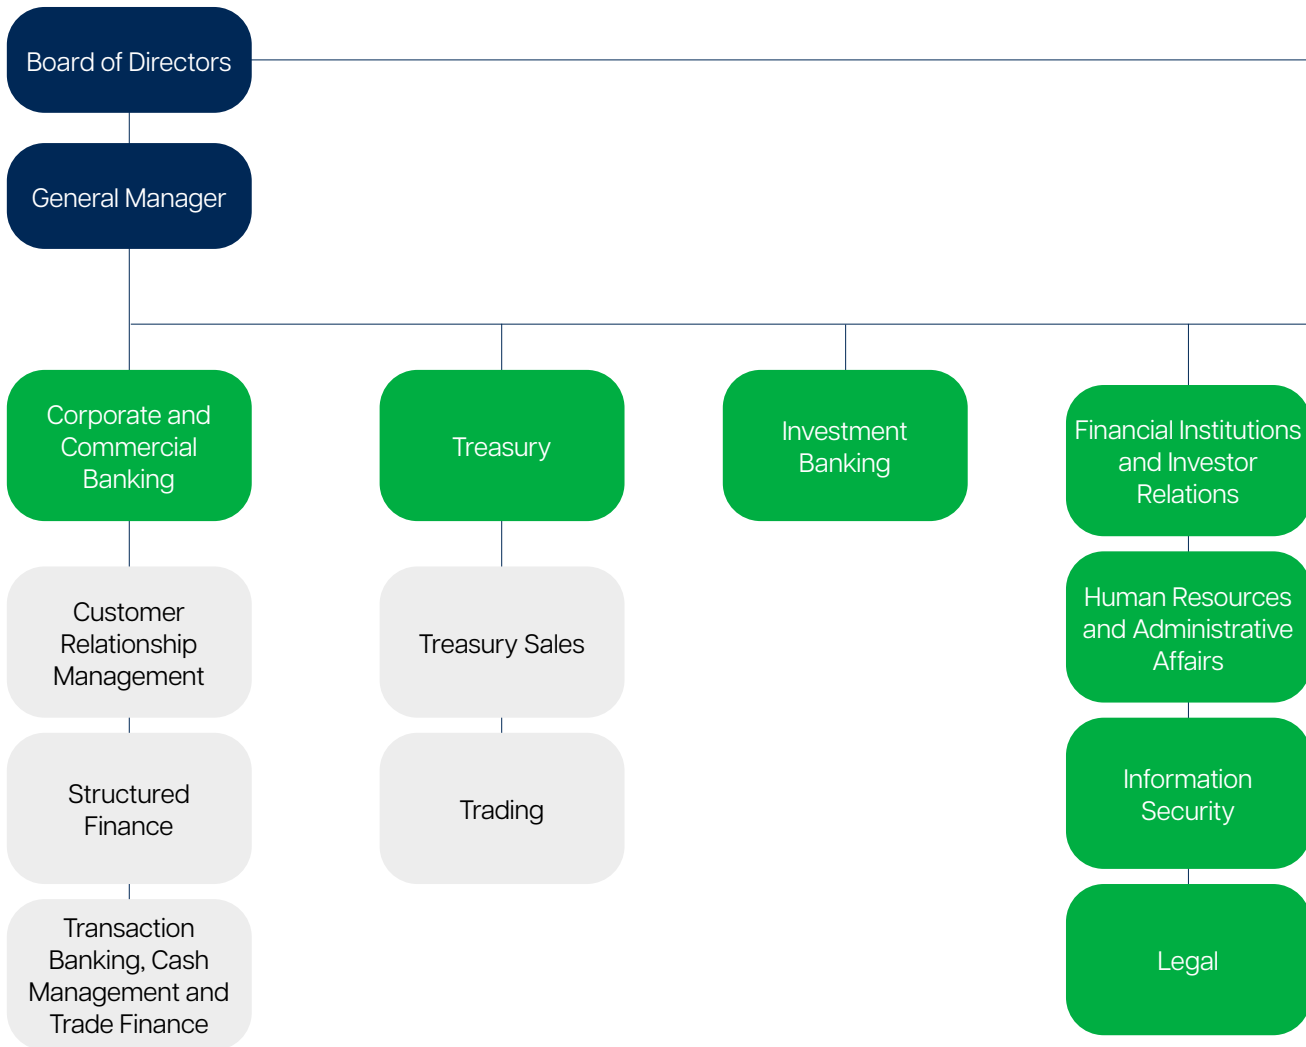 Board of Directors
General Manager
Corporate and
Commercial
Banking
Treasury
Investment
Banking
Financial Institutions
and Investor
Relations
Customer
Relationship
Management
Treasury Sales
Human Resources
and Administrative
Affairs
Structured
Finance
Trading
Information
Security
Transaction
Banking, Cash
Management and
Trade Finance
Legal